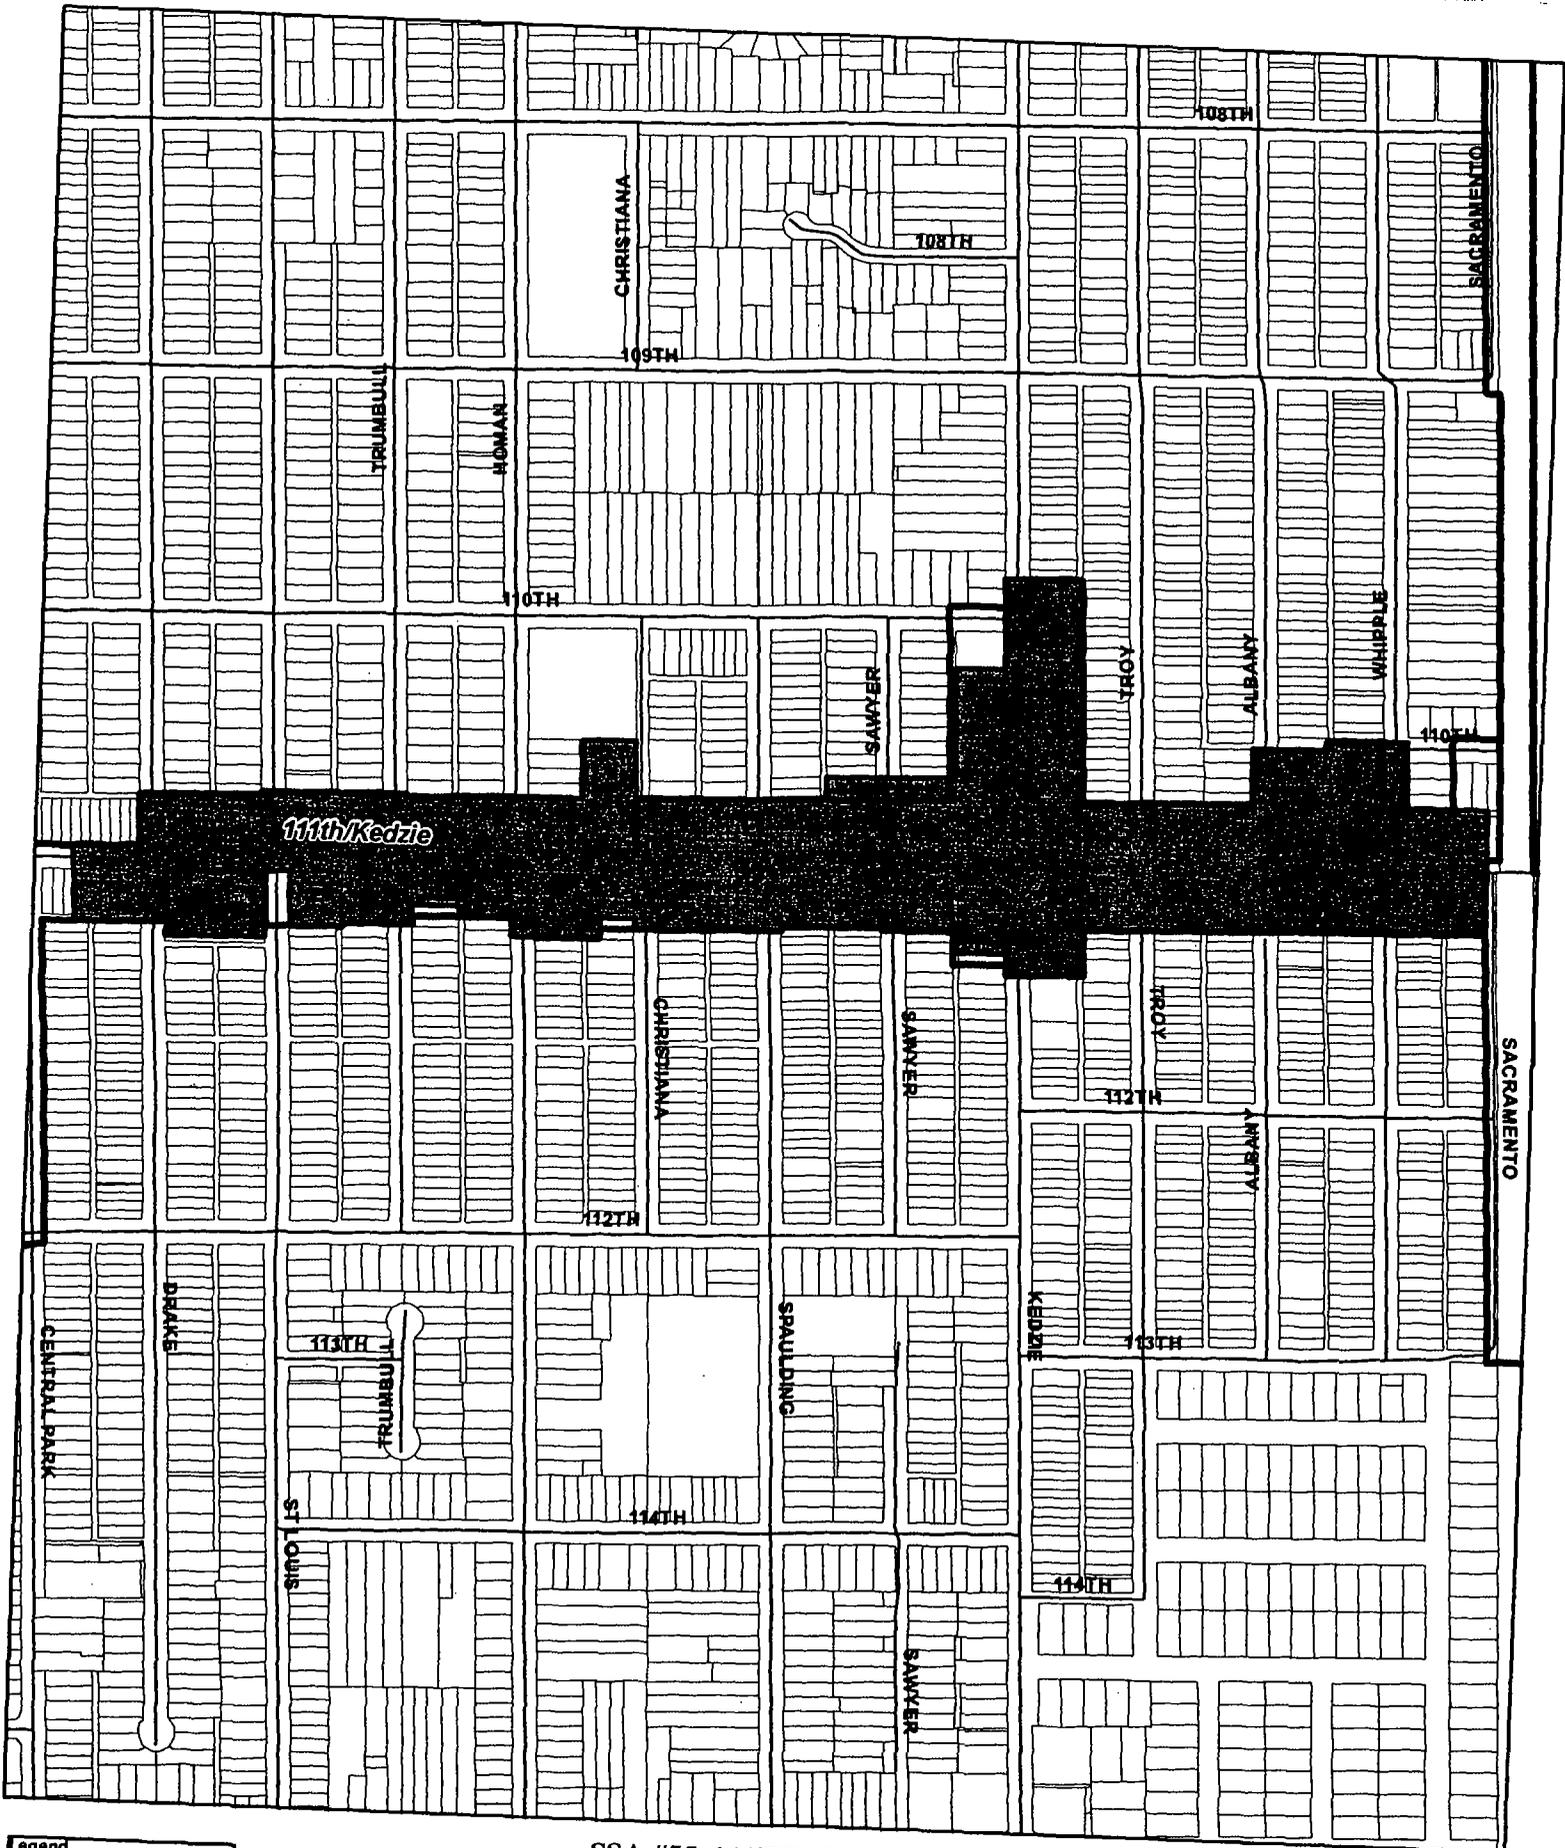 108TH
SACRAMENTO
CHRISTIANA
108TH
109TH
TRUMBULL
HOMAN
110TH
TROY
ALBANY
WHIPPLE
SAWYER
110TH
111th/Kedzie
CHRISTIANA
SAWYER
TROY
SACRAMENTO
112TH
ALBANY
112TH
DRAKE
KEDZIE
SPAULDING
CENTRAL PARK
113TH
113TH
TRUMBULL
ST LOUIS
114TH
114TH
SAWYER
Legend